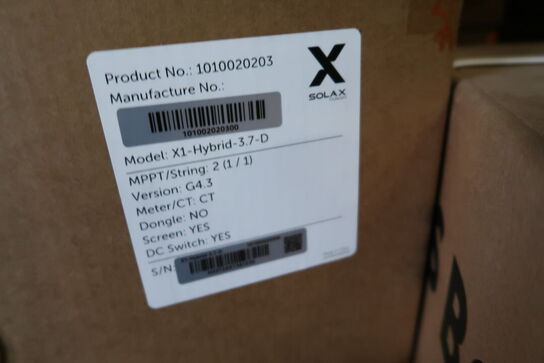 Product No.: 1010020203
X
SOLAX
Manufacture No.:
101002020300
Model: X1-Hybrid-3.7-D
MPPT/String: 2 (1 / 1)
Version: G4.3
Meter/CT: CT
Dongle: NO
Screen: YES
DC Switch: YES
S/N: